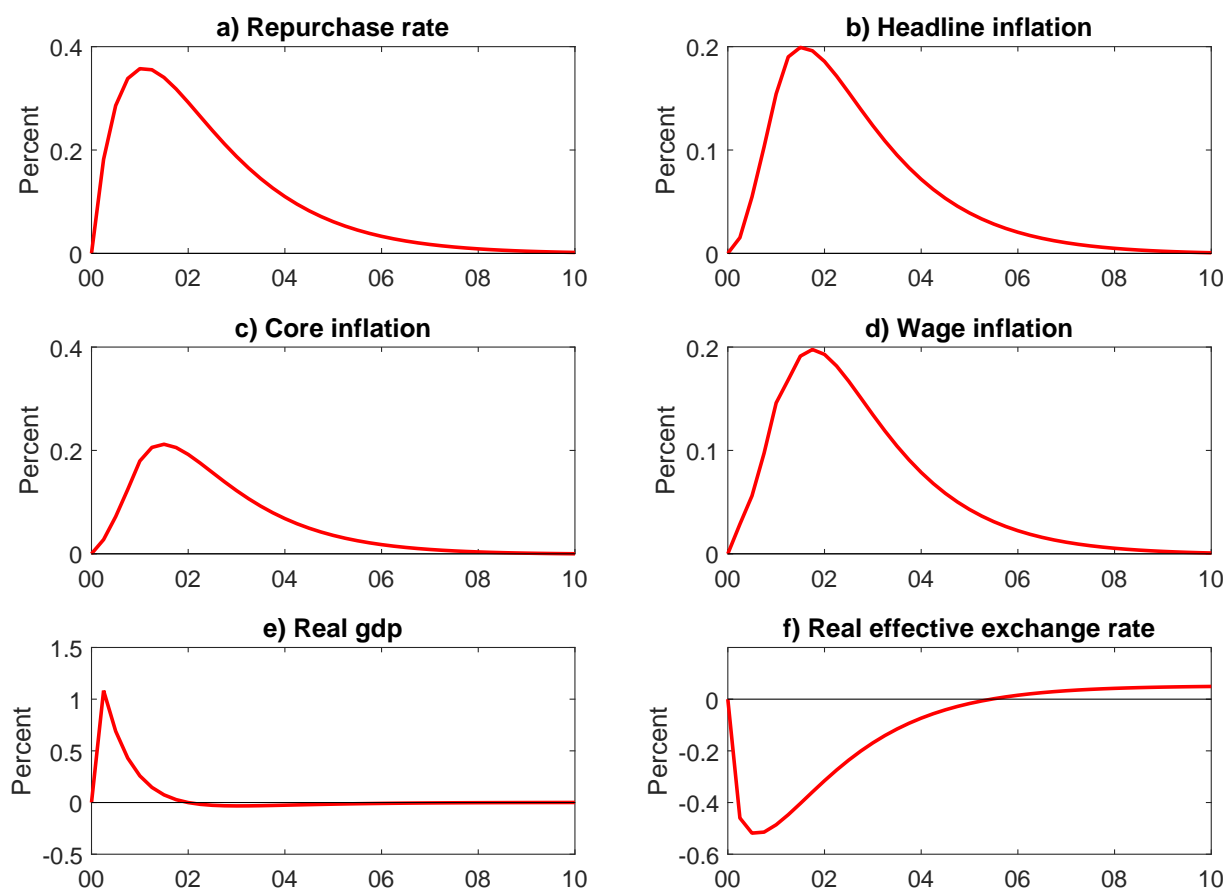 a) Repurchase rate
Percent
0.4
0.2
0
00 02 04 06 08 10
b) Headline inflation
Percent
0.2
0.1
0
00 02 04 06 08 10
c) Core inflation
Percent
0.4
0.2
0
00 02 04 06 08 10
d) Wage inflation
Percent
0.2
0.1
0
00 02 04 06 08 10
e) Real gdp
Percent
1.5
1
0.5
0
-0.5
00 02 04 06 08 10
f) Real effective exchange rate
Percent
0
-0.2
-0.4
-0.6
00 02 04 06 08 10